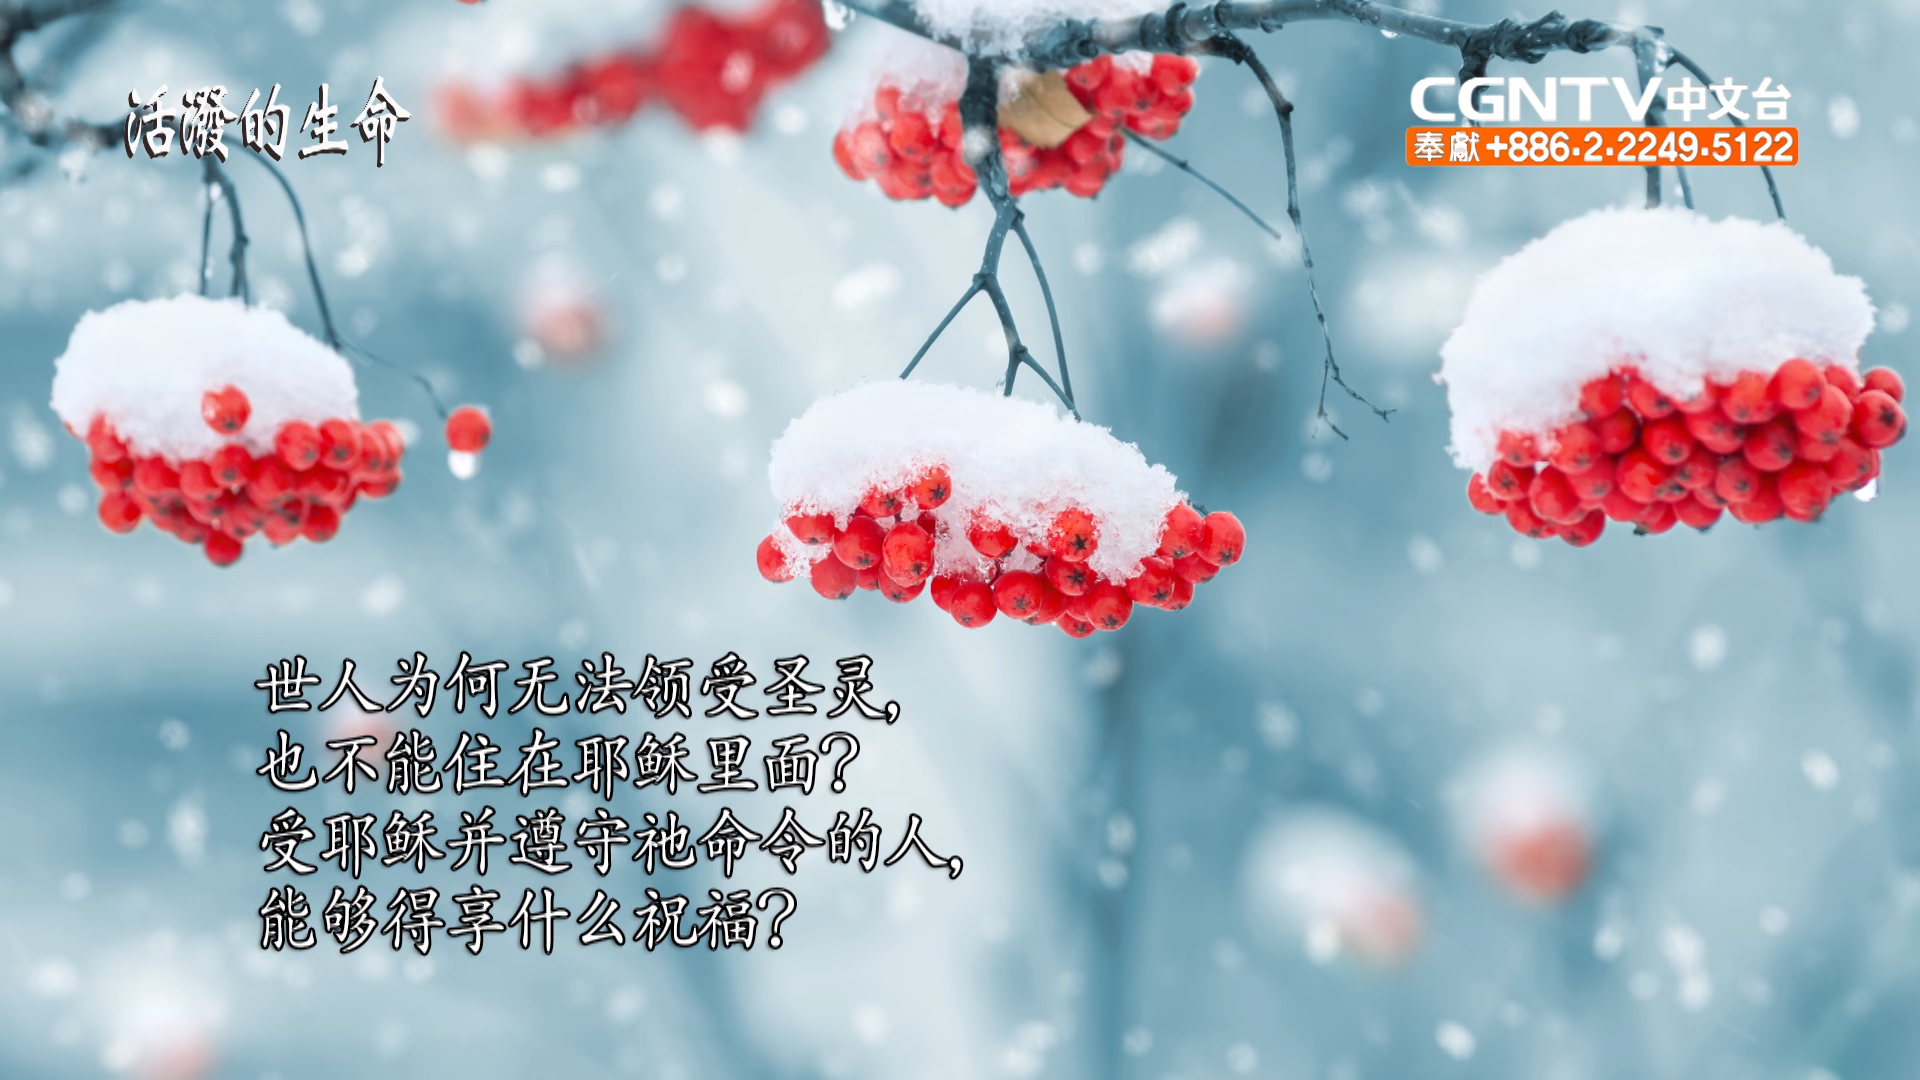 活潑的生命
CGNTV中文台
奉獻+886·2·2249·5122
世人为何无法领受圣灵,
也不能住在耶稣里面?
受耶稣并遵守祂命令的人,
能够得享什么祝福?